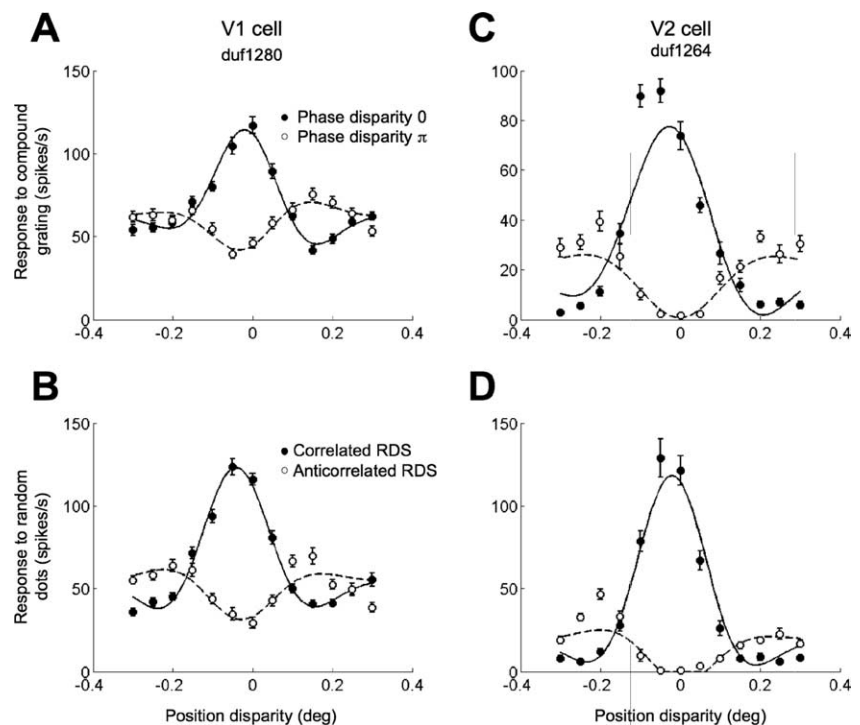 A
V1 cell
duf1280
150
100
50
0
-0.4
-0.2
0
0.2
0.4
Response to compound
grating (spikes/s)
Phase disparity 0
Phase disparity π
C
V2 cell
duf1264
100
80
60
40
20
0
-0.4
-0.2
0
0.2
0.4
B
150
100
50
0
-0.4
-0.2
0
0.2
0.4
Response to random
dots (spikes/s)
Correlated RDS
Anticorrelated RDS
Position disparity (deg)
D
150
100
50
0
-0.4
-0.2
0
0.2
0.4
Position disparity (deg)